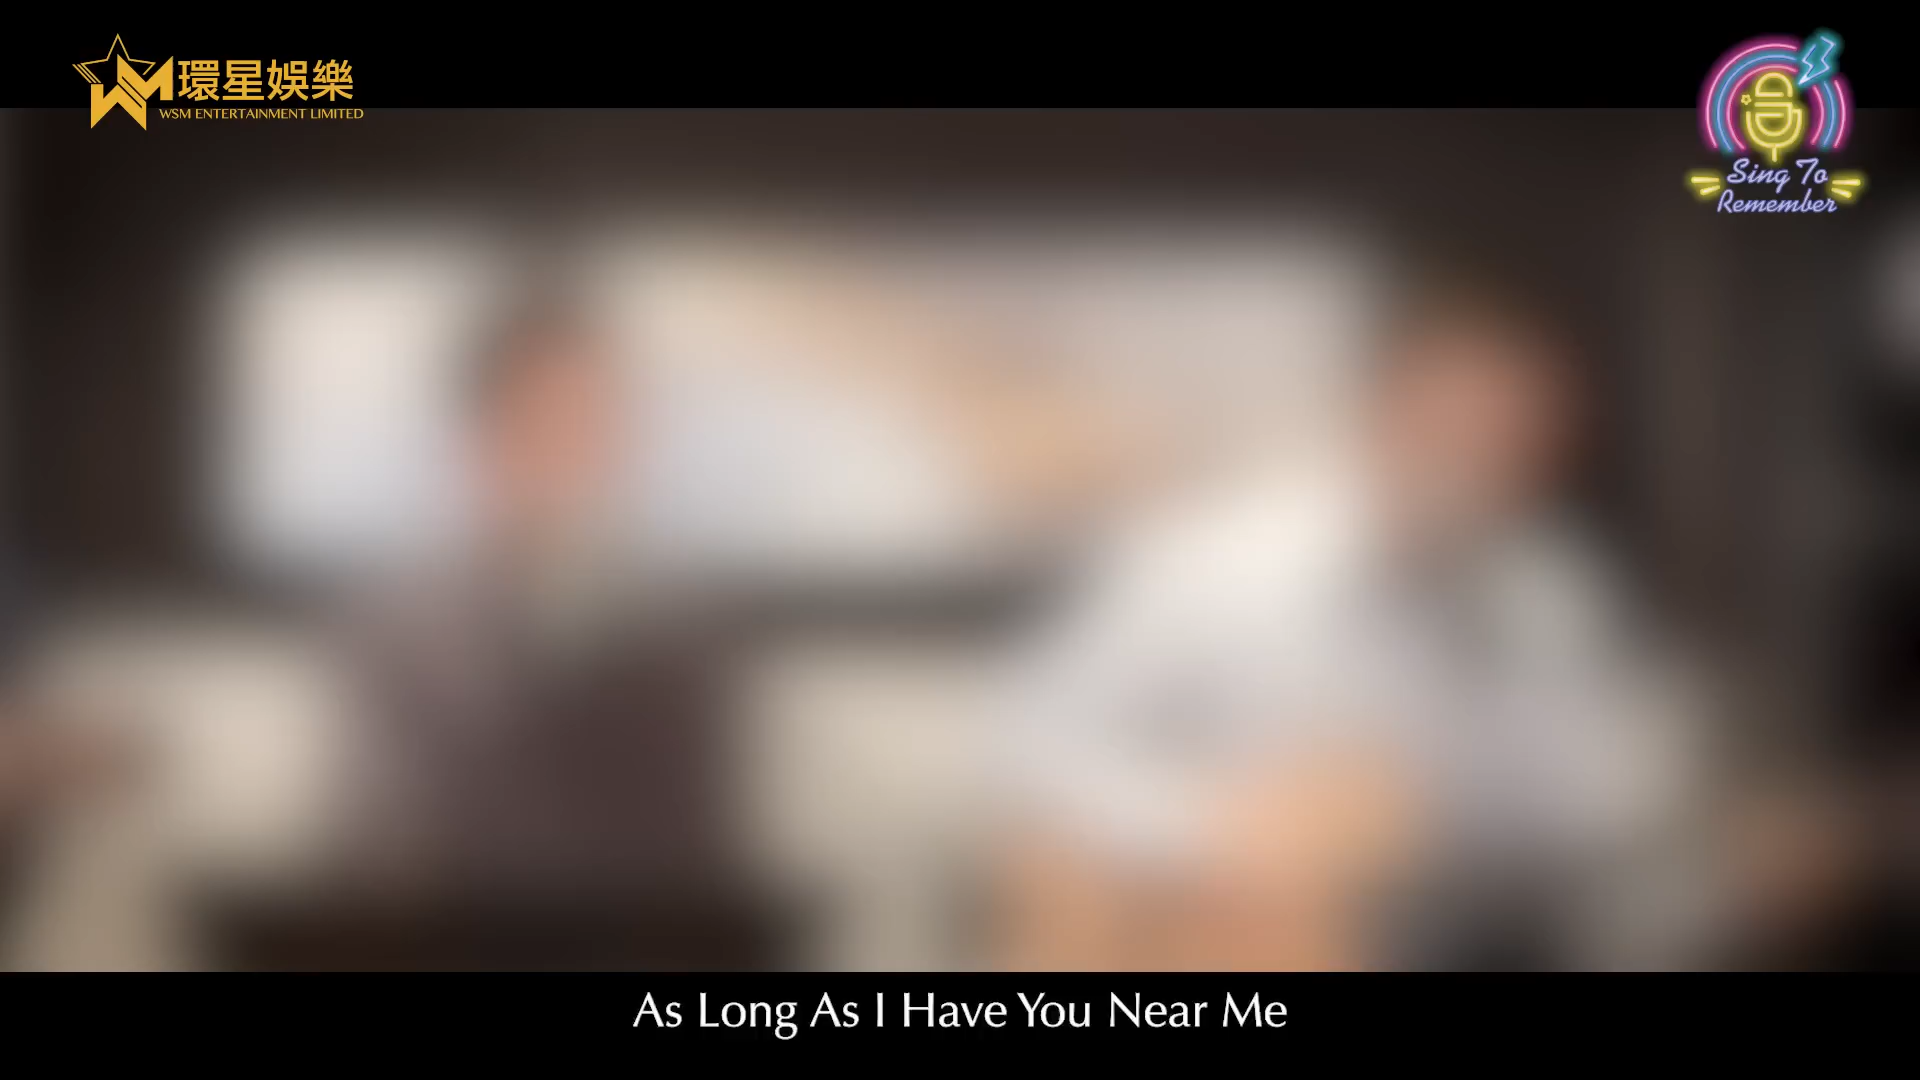 環星娛樂
WSM ENTERTAINMENT LIMITED
Sing To
Remember
As Long As I Have You Near Me